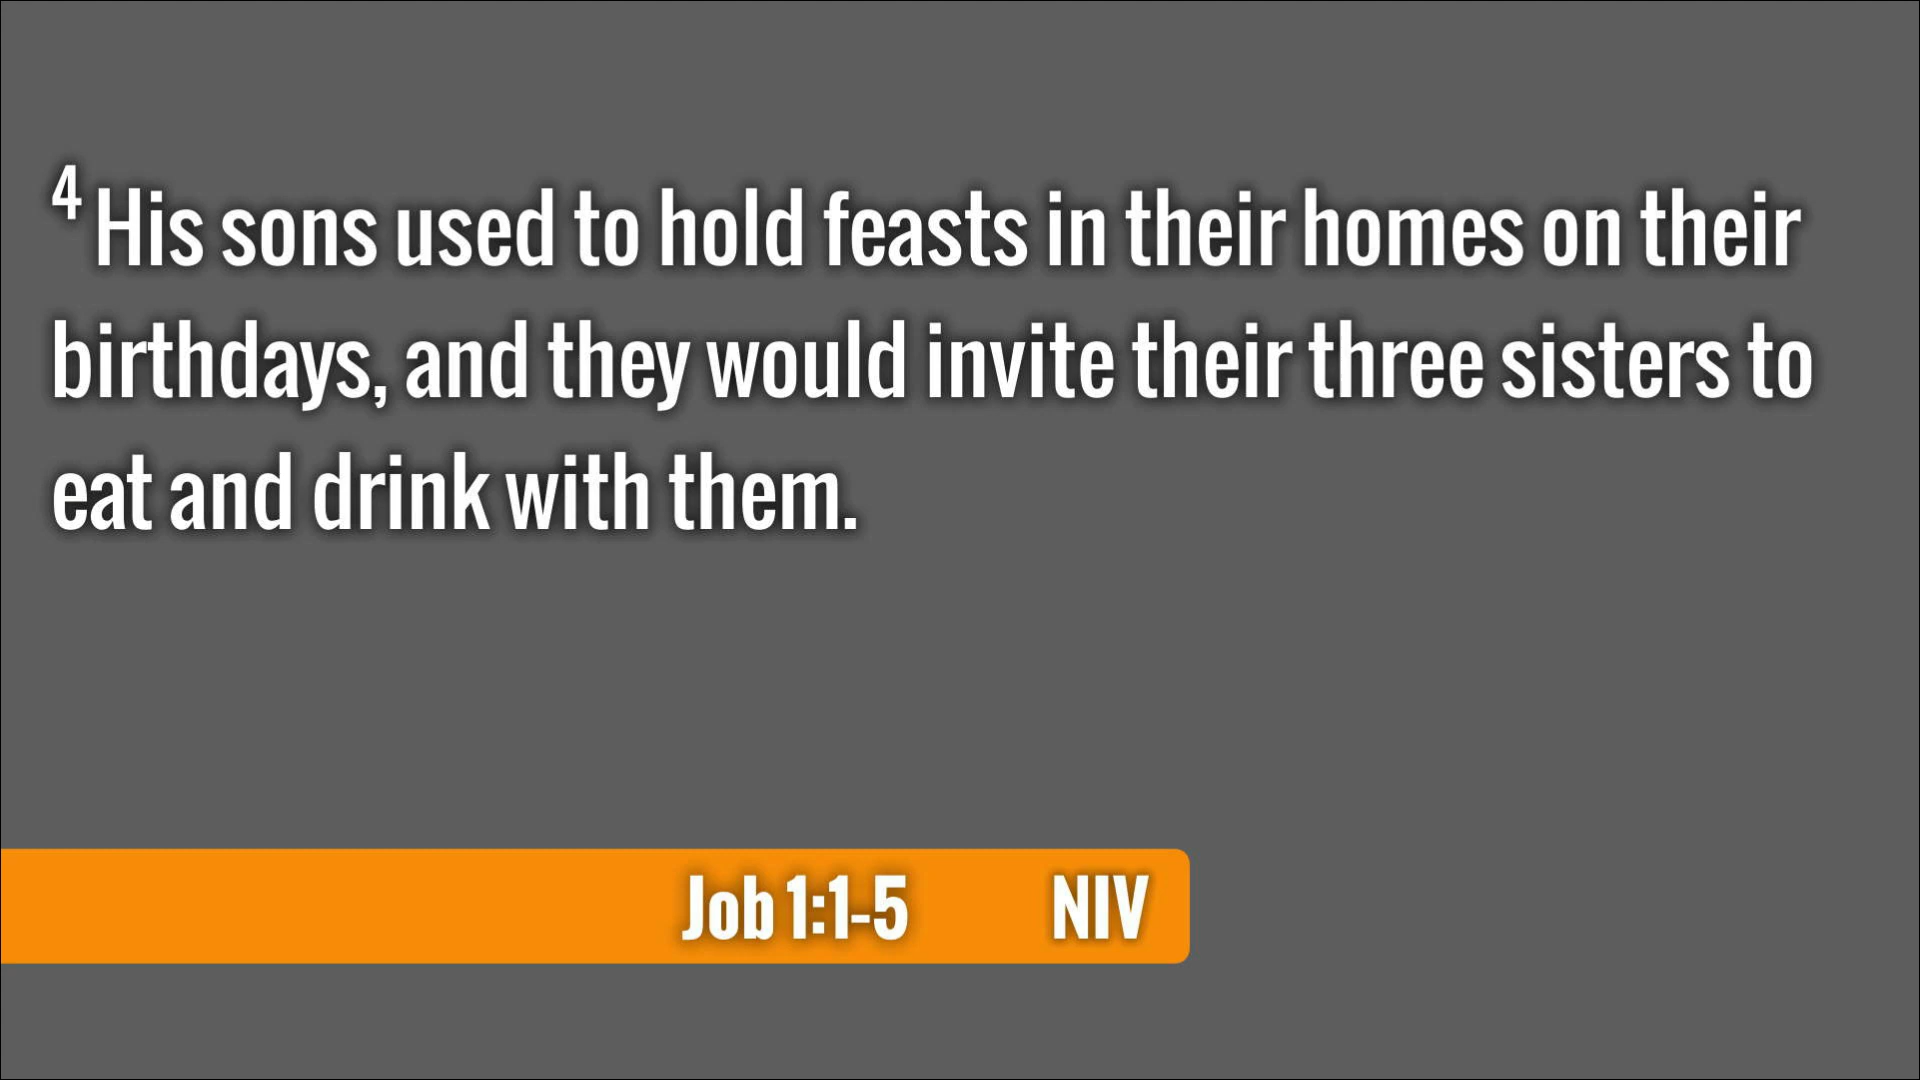 4 His sons used to hold feasts in their homes on their
birthdays, and they would invite their three sisters to
eat and drink with them.
Job 1:1-5 NIV